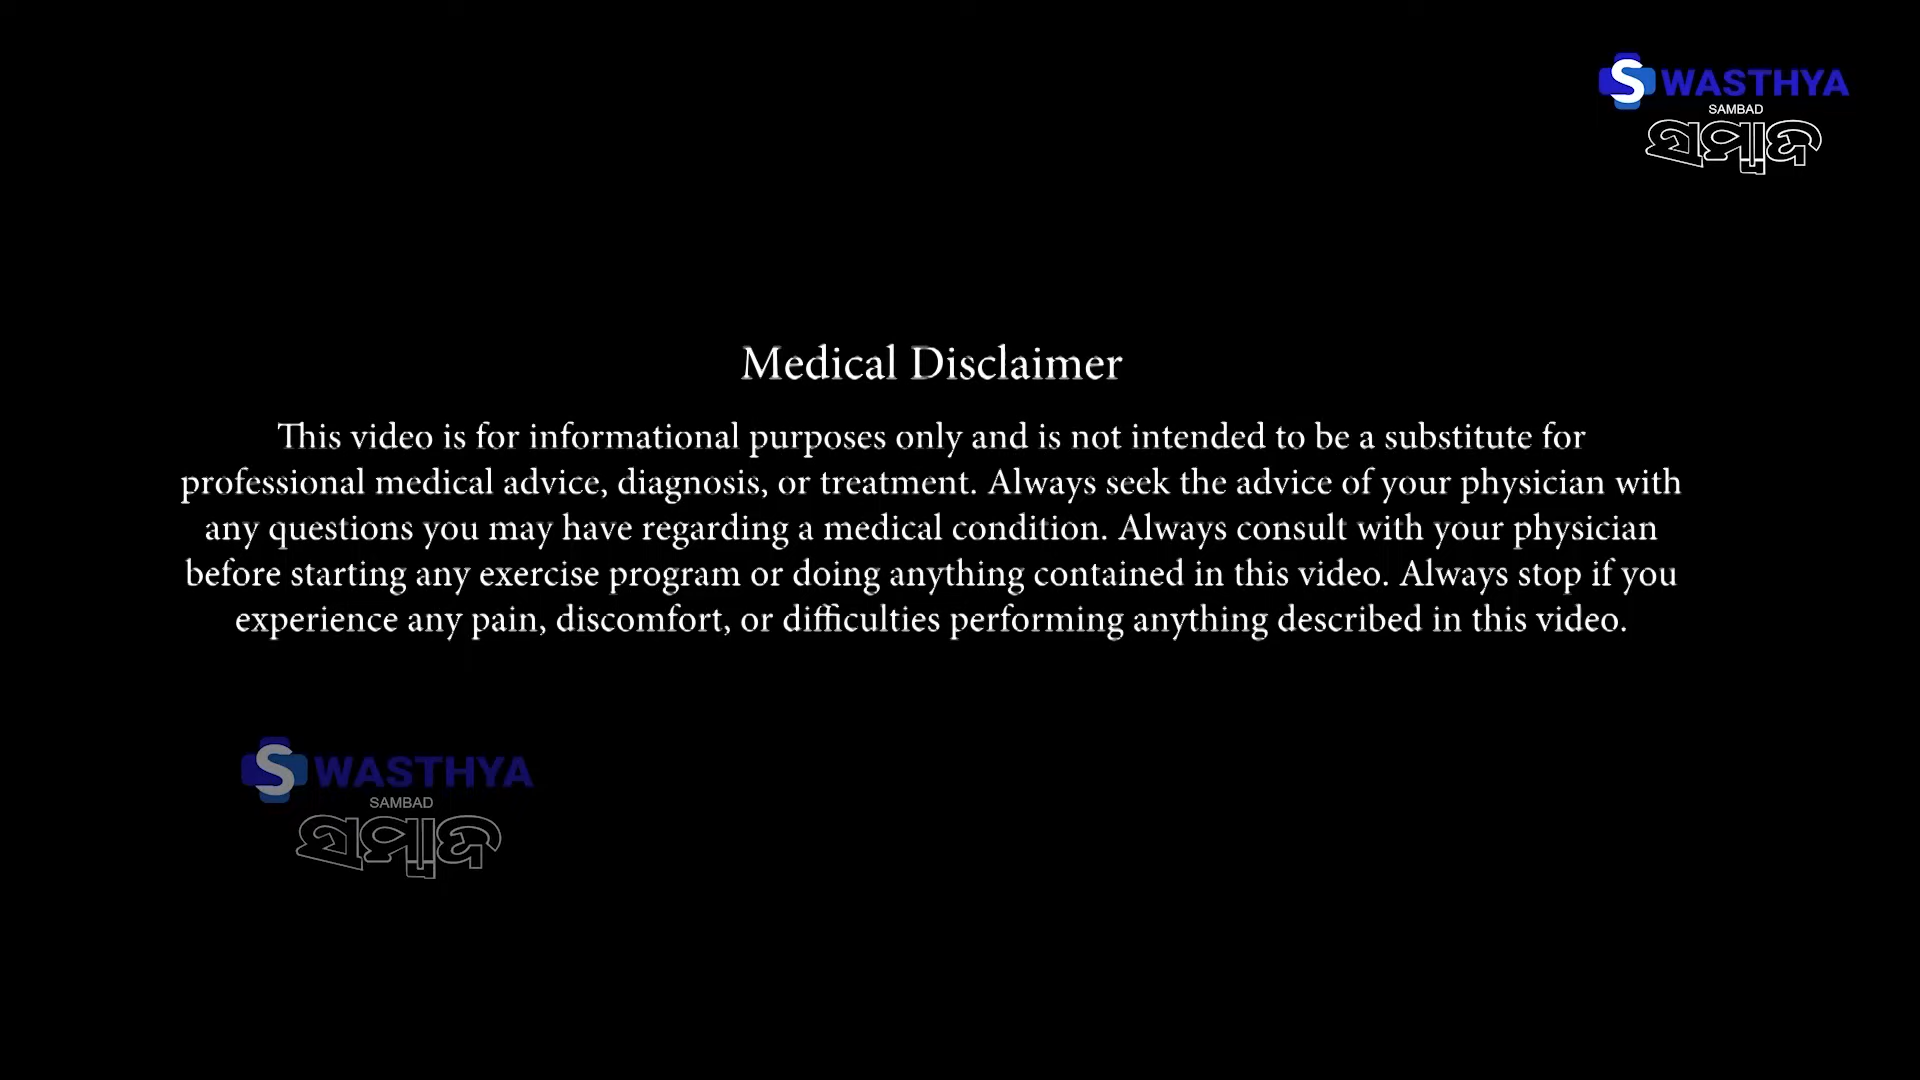 SWASTHYA
SAMBAD
ସମ୍ବାଦ
Medical Disclaimer
This video is for informational purposes only and is not intended to be a substitute for
professional medical advice, diagnosis, or treatment. Always seek the advice of your physician with
any questions you may have regarding a medical condition. Always consult with your physician
before starting any exercise program or doing anything contained in this video. Always stop if you
experience any pain, discomfort, or difficulties performing anything described in this video.
SWASTHYA
SAMBAD
ସମ୍ବାଦ